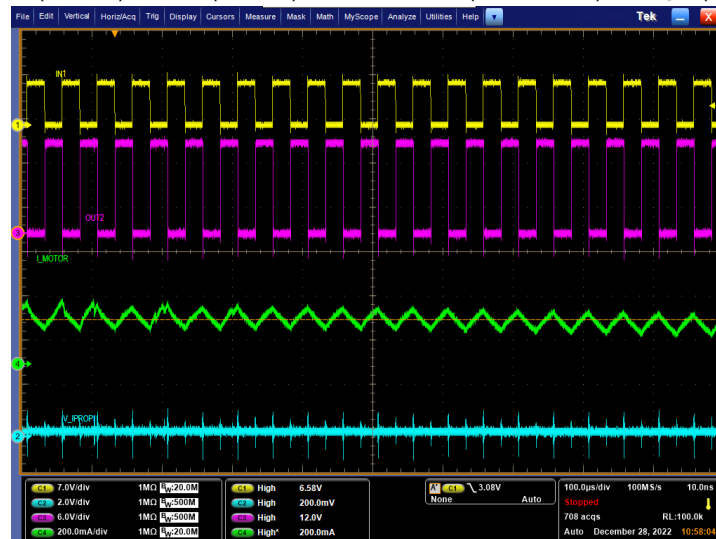 File Edit Vertical Horiz/Acq Trig Display Cursors Measure Mask Math MyScope Analyze Utilities Help Tek X
IN1
1
OUT2
3
I_MOTOR
4
V_IPROPI
2
C1 7.0V/div 1MΩ BW:20.0M
C2 2.0V/div 1MΩ BW:500M
C3 6.0V/div 1MΩ BW:500M
C4 200.0mA/div 1MΩ BW:20.0M
C1 High 6.58V
C2 High 200.0mV
C3 High 12.0V
C4 High* 200.0mA
A' C1 3.08V
None Auto
100.0µs/div 100MS/s 10.0ns
Stopped
708 acqs RL:100.0k
Auto December 28, 2022 10:58:04